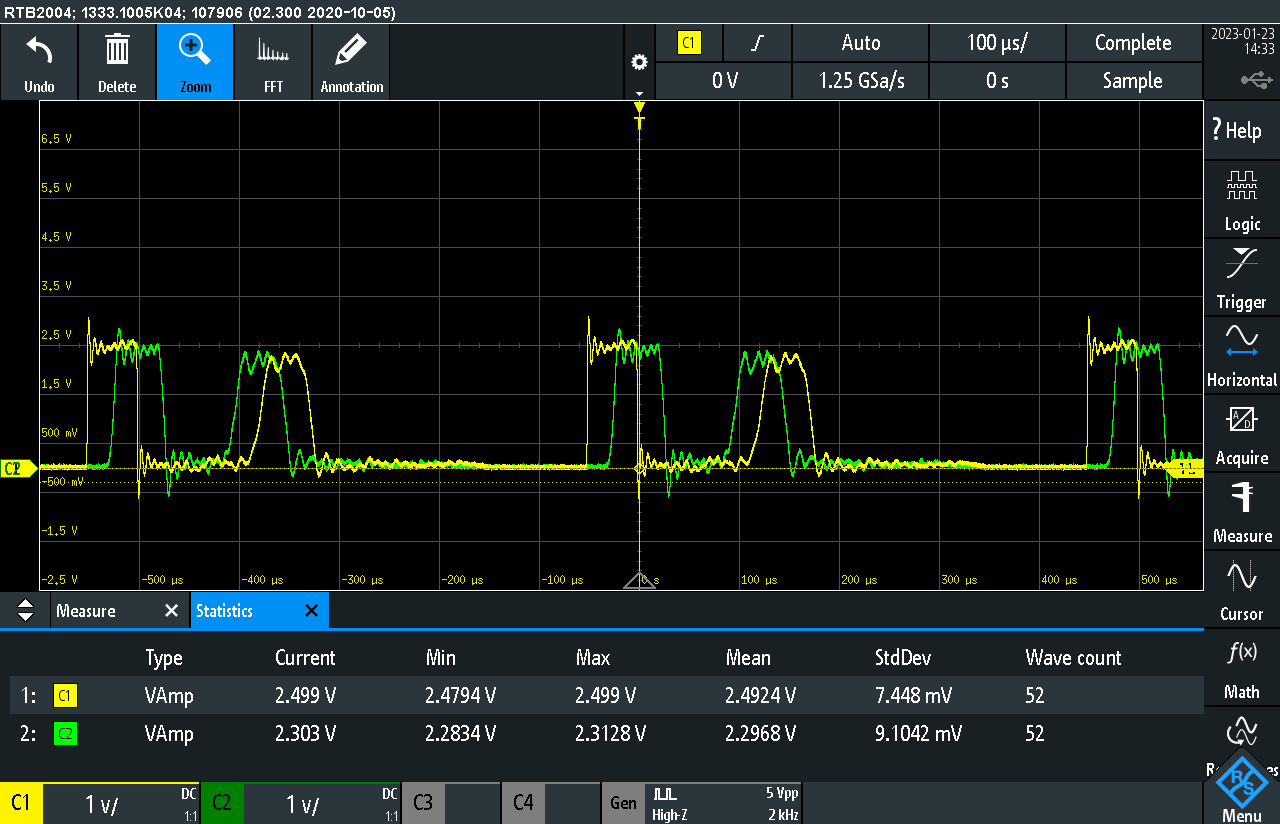 RTB2004; 1333.1005K04; 107906 (02.300 2020-10-05)
Undo
Delete
Zoom
FFT
Annotation
C1
Auto
100 µs/
Complete
0 V
1.25 GSa/s
0 s
Sample
2023-01-23
14:33
? Help
Logic
Trigger
Horizontal
Acquire
Measure
Cursor
f(x)
Math
Menu
T
6.5 V
5.5 V
4.5 V
3.5 V
2.5 V
1.5 V
500 mV
-500 mV
-1.5 V
-2.5 V
-500 µs
-400 µs
-300 µs
-200 µs
-100 µs
0 s
100 µs
200 µs
300 µs
400 µs
500 µs
Measure
Statistics
Type Current Min Max Mean StdDev Wave count
1: C1 VAmp 2.499 V 2.4794 V 2.499 V 2.4924 V 7.448 mV 52
2: C2 VAmp 2.303 V 2.2834 V 2.3128 V 2.2968 V 9.1042 mV 52
C1 1 V/ DC 1:1
C2 1 V/ DC 1:1
C3
C4
Gen High-Z 5 Vpp 2 kHz
R&S